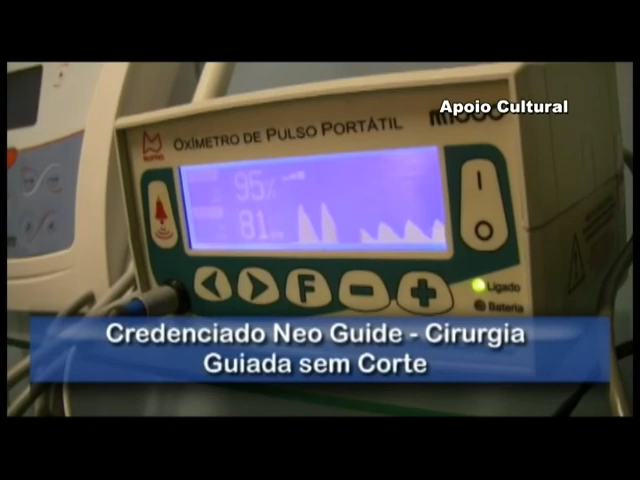 Apoio Cultural
OXÍMETRO DE PULSO PORTÁTIL
95%
81
F
Ligado
Bateria
Credenciado Neo Guide - Cirurgia
Guiada sem Corte